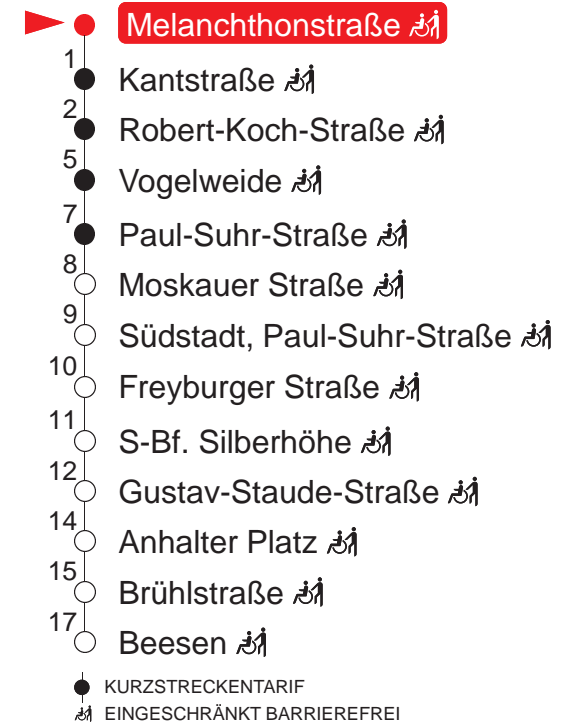 Melanchthonstraße
1
Kantstraße
2
Robert-Koch-Straße
5
Vogelweide
7
Paul-Suhr-Straße
8
Moskauer Straße
9
Südstadt, Paul-Suhr-Straße
10
Freyburger Straße
11
S-Bf. Silberhöhe
12
Gustav-Staude-Straße
14
Anhalter Platz
15
Brühlstraße
17
Beesen
KURZSTRECKENTARIF
EINGESCHRÄNKT BARRIEREFREI